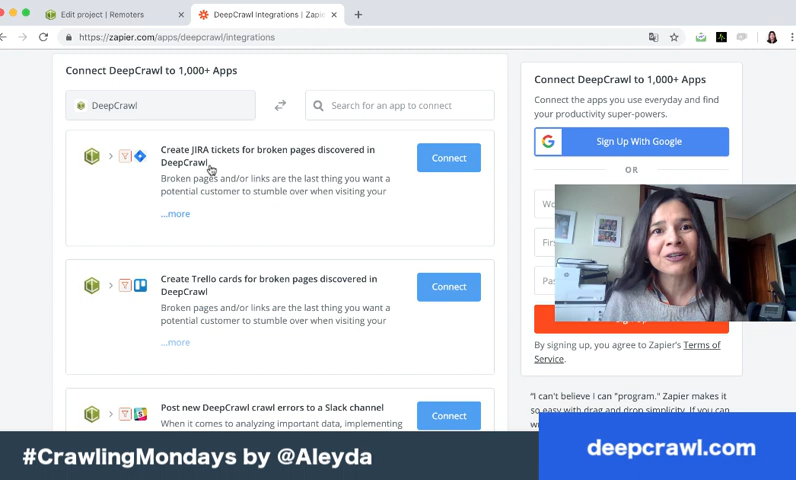 Edit project | Remoters
DeepCrawl Integrations | Zapier
https://zapier.com/apps/deepcrawl/integrations
Connect DeepCrawl to 1,000+ Apps
DeepCrawl
Search for an app to connect
Create JIRA tickets for broken pages discovered in
DeepCrawl
Broken pages and/or links are the last thing you want a
potential customer to stumble over when visiting your
...more
Connect
Create Trello cards for broken pages discovered in
DeepCrawl
Broken pages and/or links are the last thing you want a
potential customer to stumble over when visiting your
...more
Connect
Post new DeepCrawl crawl errors to a Slack channel
When it comes to analyzing important data, implementing
Connect
Connect DeepCrawl to 1,000+ Apps
Connect the apps you use everyday and find
your productivity super-powers.
Sign Up With Google
OR
By signing up, you agree to Zapier's Terms of
Service.
"I can't believe I can "program." Zapier makes it
so easy with drag and drop simplicity. If you can
#CrawlingMondays by @Aleyda
deepcrawl.com